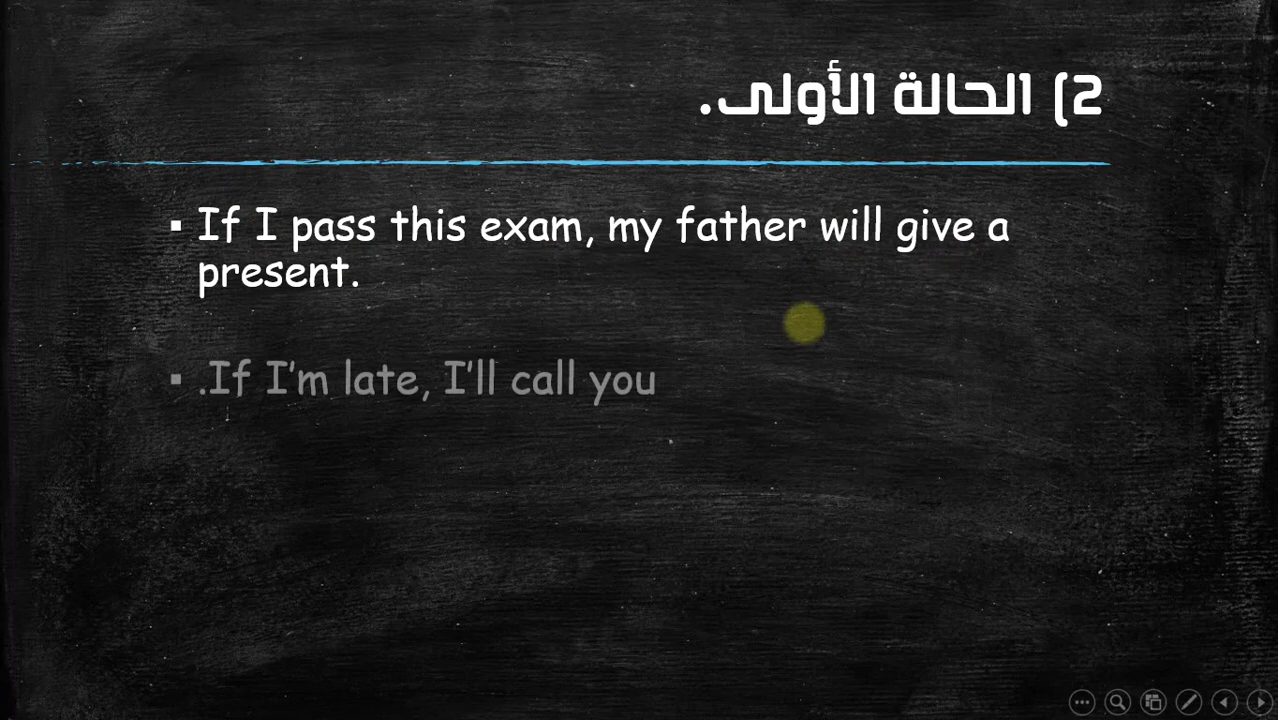 2) الحالة الأولى.
▪ If I pass this exam, my father will give a
present.
▪ .If I’m late, I’ll call you